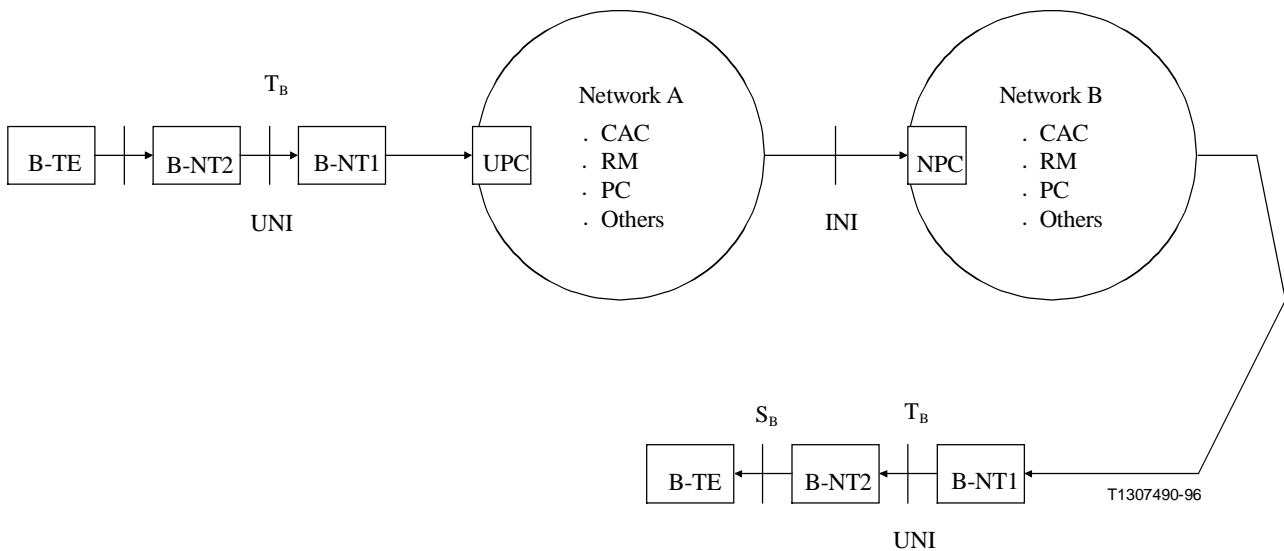 T_B
Network A
Network B
B-TE
B-NT2
B-NT1
UPC
. CAC
. RM
. PC
. Others
NPC
. CAC
. RM
. PC
. Others
UNI
INI
S_B
T_B
B-TE
B-NT2
B-NT1
T1307490-96
UNI